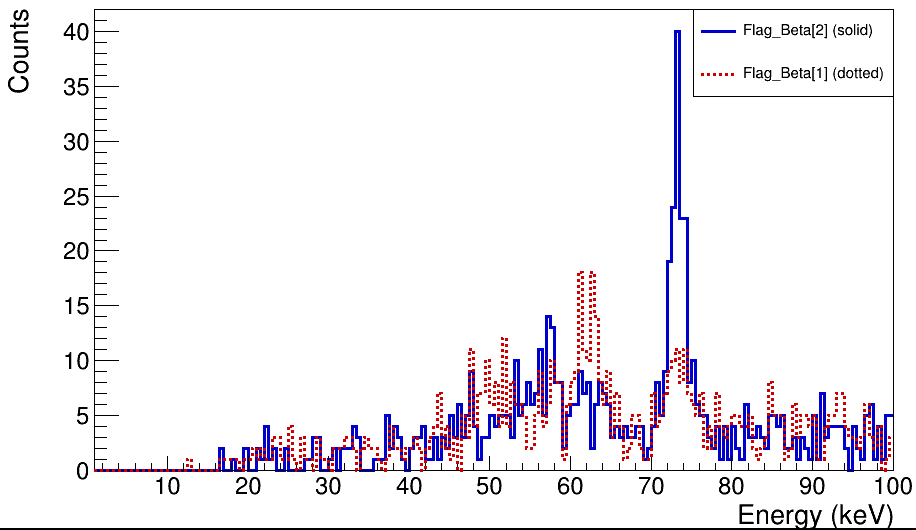 Counts
40
35
30
25
20
15
10
5
0
Flag_Beta[2] (solid)
Flag_Beta[1] (dotted)
10 20 30 40 50 60 70 80 90 100
Energy (keV)